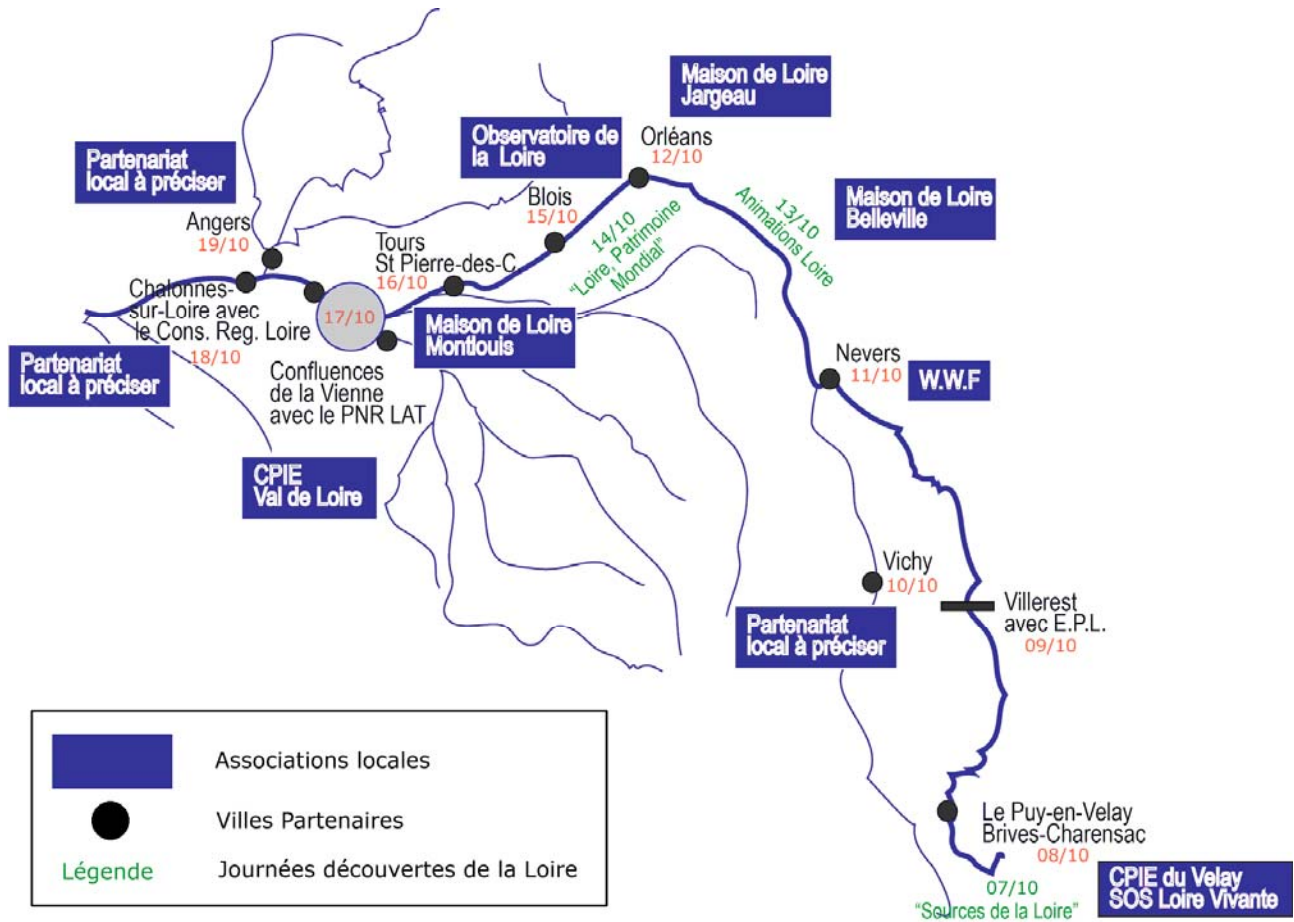 Maison de Loire
Jargeau
Observatoire de
la Loire
Orléans
12/10
Partenariat
local à préciser
Maison de Loire
Belleville
13/10
Animations Loire
Blois
15/10
14/10
"Loire, Patrimoine
Mondial"
Angers
19/10
Tours
St Pierre-des-C.
16/10
Chalonnes-
sur-Loire avec
le Cons. Reg. Loire
18/10
17/10
Maison de Loire
Montlouis
Partenariat
local à préciser
Confluences
de la Vienne
avec le PNR LAT
Nevers
11/10
W.W.F
CPIE
Val de Loire
Vichy
10/10
Villerest
avec E.P.L.
09/10
Partenariat
local à préciser
Le Puy-en-Velay
Brives-Charensac
08/10
07/10
"Sources de la Loire"
CPIE du Velay
SOS Loire Vivante
Associations locales
Villes Partenaires
Légende
Journées découvertes de la Loire